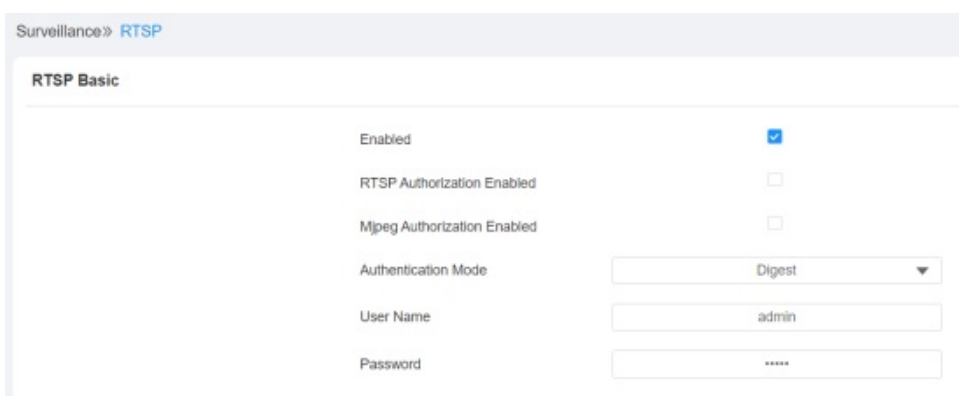 Surveillance» RTSP
RTSP Basic
Enabled
RTSP Authorization Enabled
Mjpeg Authorization Enabled
Authentication Mode Digest
User Name admin
Password •••••